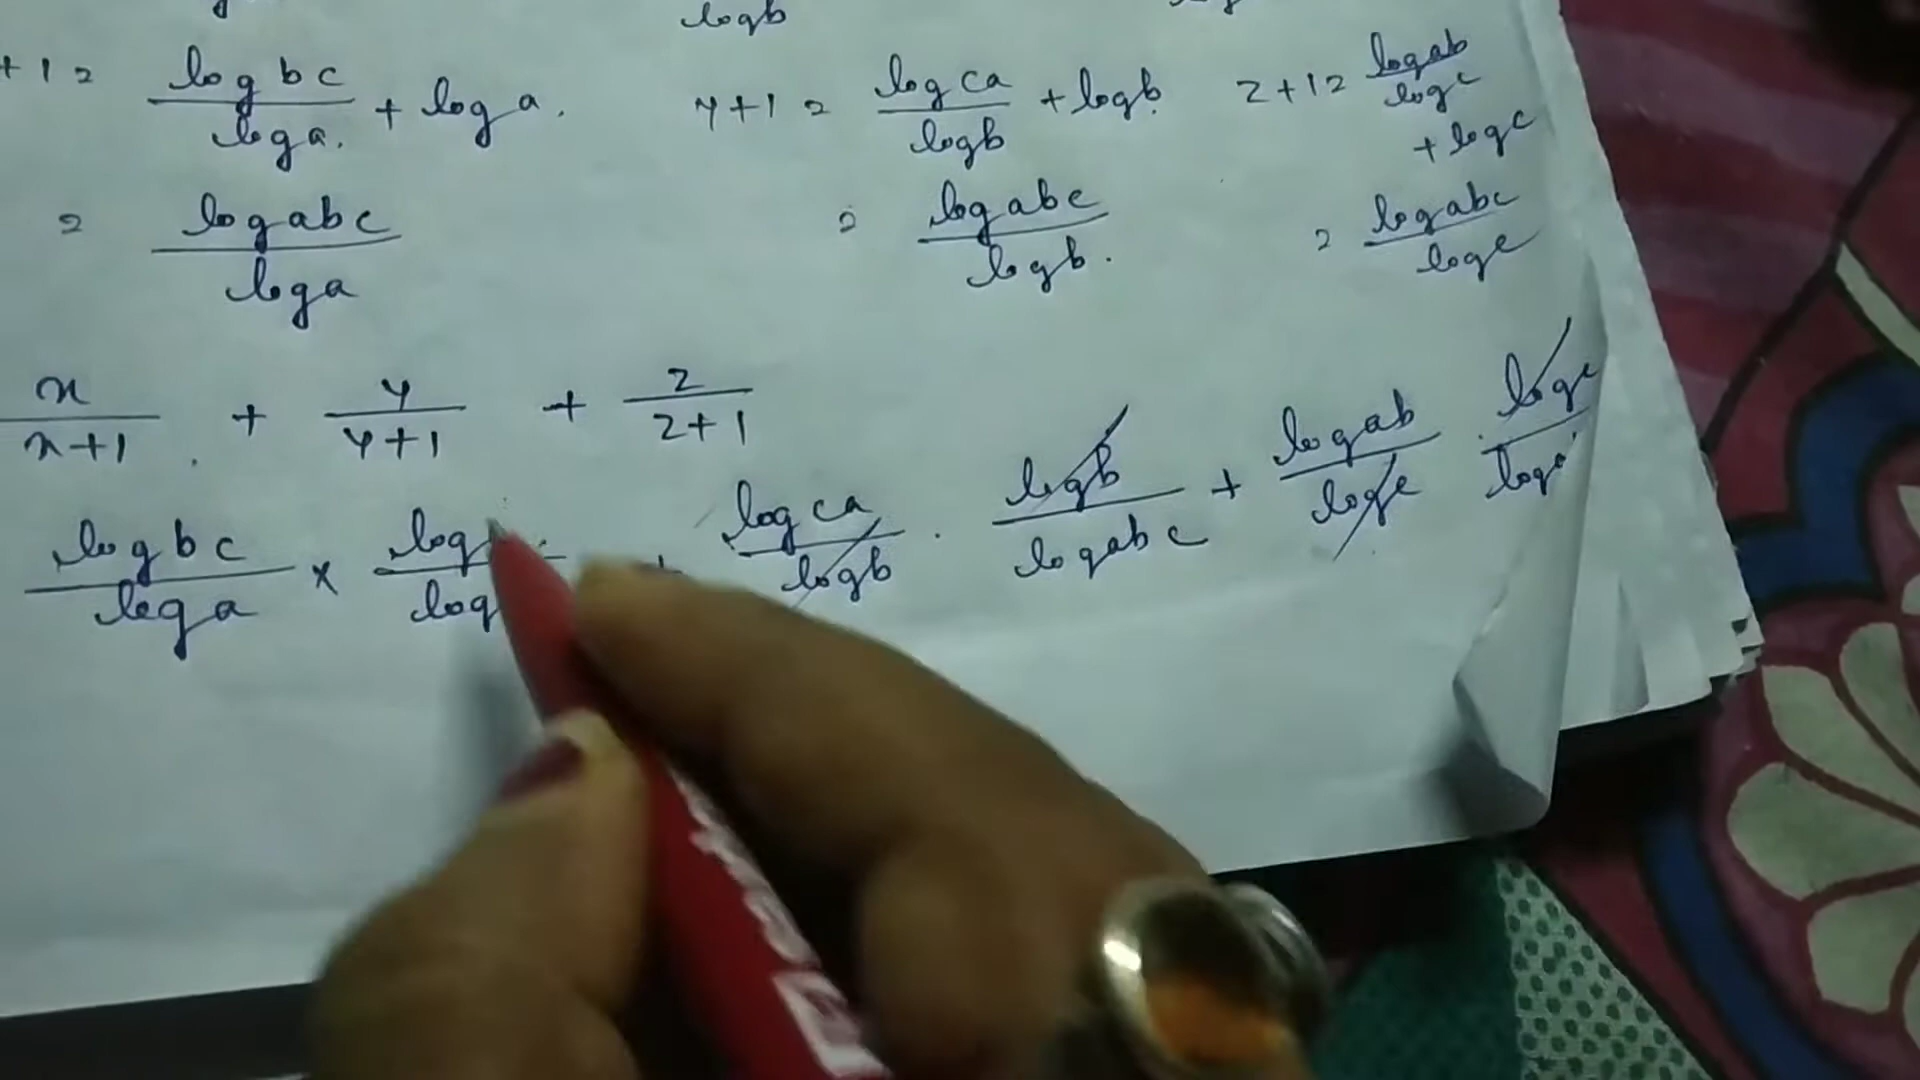 logb
+ 1 = log bc / log a. + log a. y + 1 = log ca / log b + log b. z + 1 = log ab / log c + log c
= log abc / log a = log abc / log b. = log abc / log c
x / x+1 + y / y+1 + z / z+1
log bc / log a × log / log + log ca / log b . log b / log abc + log ab / log c . log c / log